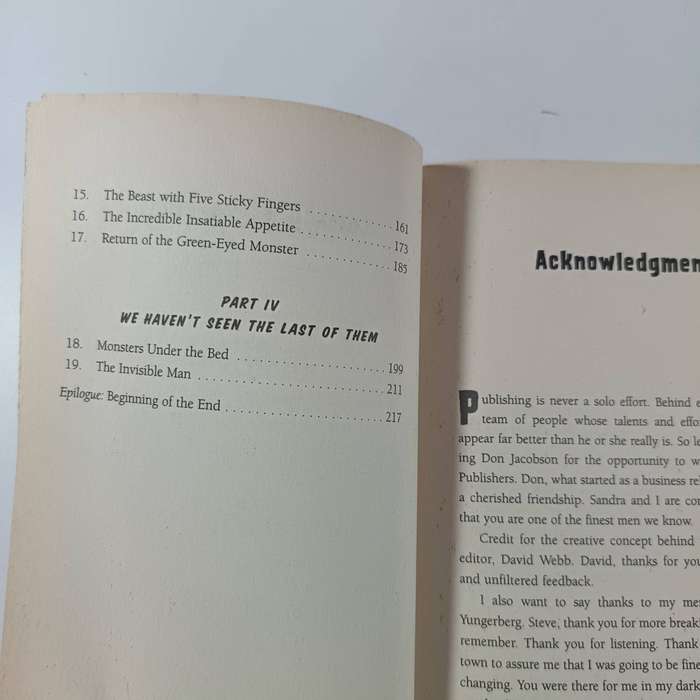 15. The Beast with Five Sticky Fingers . . . . . . . . . . . . 161
16. The Incredible Insatiable Appetite . . . . . . . . . . . . . 173
17. Return of the Green-Eyed Monster . . . . . . . . . . . . 185
PART IV
WE HAVEN'T SEEN THE LAST OF THEM
18. Monsters Under the Bed . . . . . . . . . . . . . . . . . . . . 199
19. The Invisible Man . . . . . . . . . . . . . . . . . . . . . . . . . 211
Epilogue: Beginning of the End . . . . . . . . . . . . . . . . . . . . . 217
Acknowledgmen
Publishing is never a solo effort. Behind
team of people whose talents and effo
appear far better than he or she really is. So
ing Don Jacobson for the opportunity to w
Publishers. Don, what started as a business re
a cherished friendship. Sandra and I are co
that you are one of the finest men we know.
Credit for the creative concept behind
editor, David Webb. David, thanks for you
and unfiltered feedback.
I also want to say thanks to my me
Yungerberg. Steve, thank you for more break
remember. Thank you for listening. Thank
town to assure me that I was going to be fine
changing. You were there for me in my dark